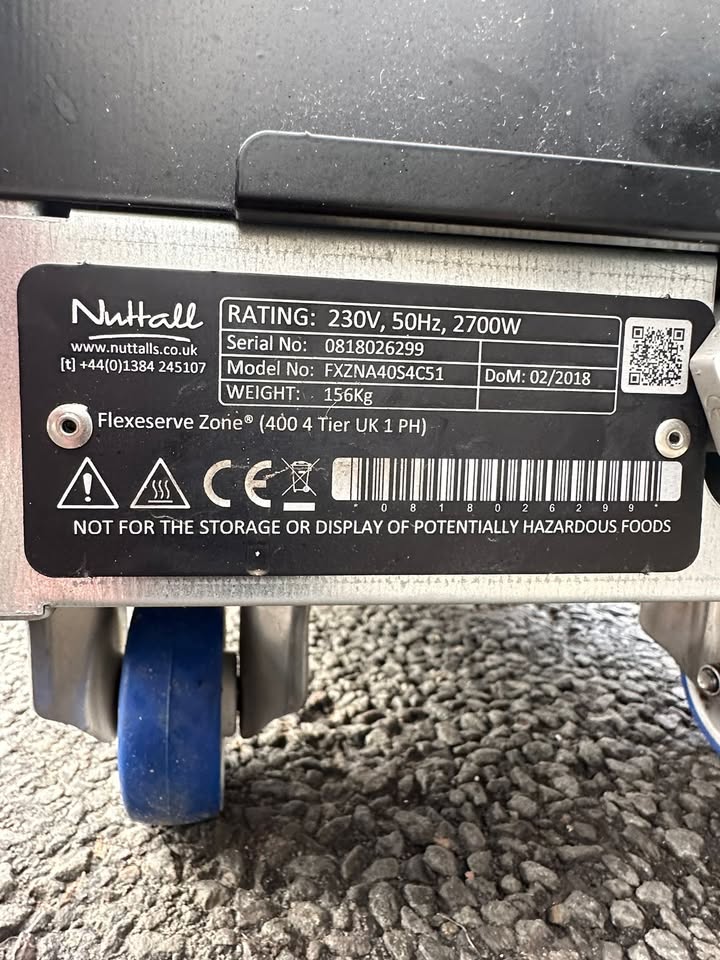 Nuttall
www.nuttalls.co.uk
[t] +44(0)1384 245107
RATING: 230V, 50Hz, 2700W
Serial No: 0818026299
Model No: FXZNA40S4C51
DoM: 02/2018
WEIGHT: 156Kg
Flexeserve Zone® (400 4 Tier UK 1 PH)
CE
*0818026299*
NOT FOR THE STORAGE OR DISPLAY OF POTENTIALLY HAZARDOUS FOODS